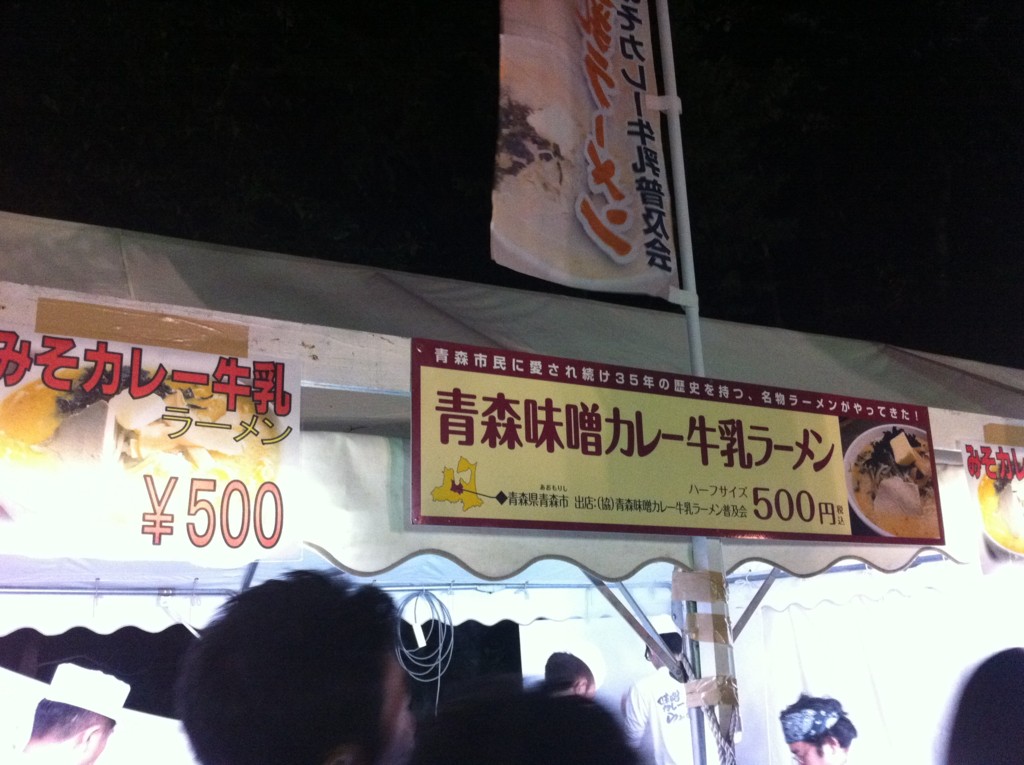 そカレー牛乳普及会
ラーメン
みそカレー牛乳
ラーメン
¥500
青森市民に愛され続け35年の歴史を持つ、名物ラーメンがやってきた!
青森味噌カレー牛乳ラーメン
ハーフサイズ
500円税込
あおもりし
◆青森県青森市 出店:(協)青森味噌カレー牛乳ラーメン普及会
みそカレ